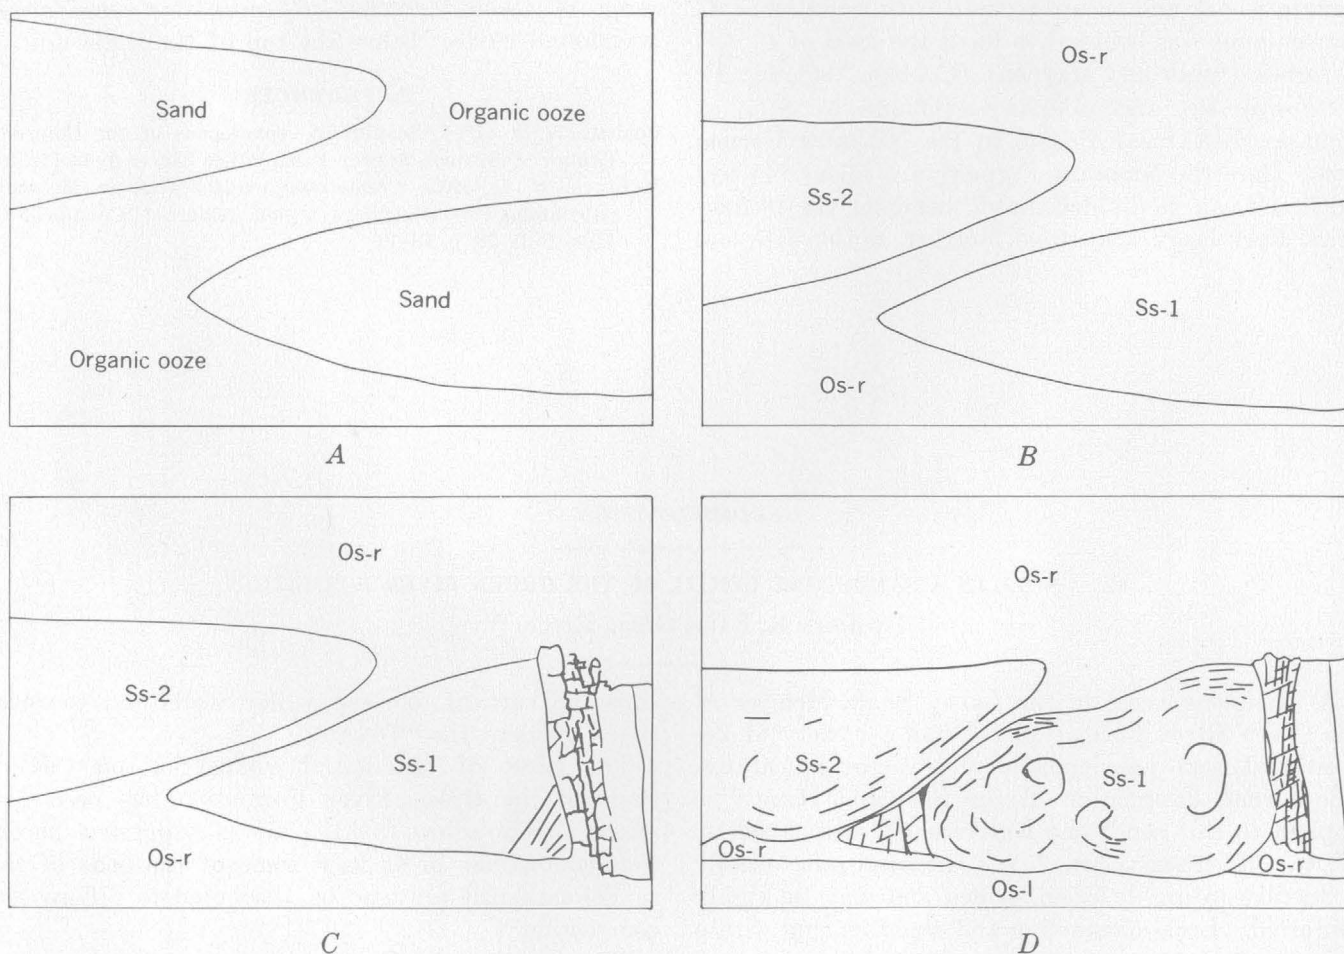 Sand
Organic ooze
Sand
Organic ooze
A
Os-r
Ss-2
Ss-1
Os-r
B
Os-r
Ss-2
Ss-1
Os-r
C
Os-r
Ss-2
Ss-1
Os-r
Os-r
Os-l
D